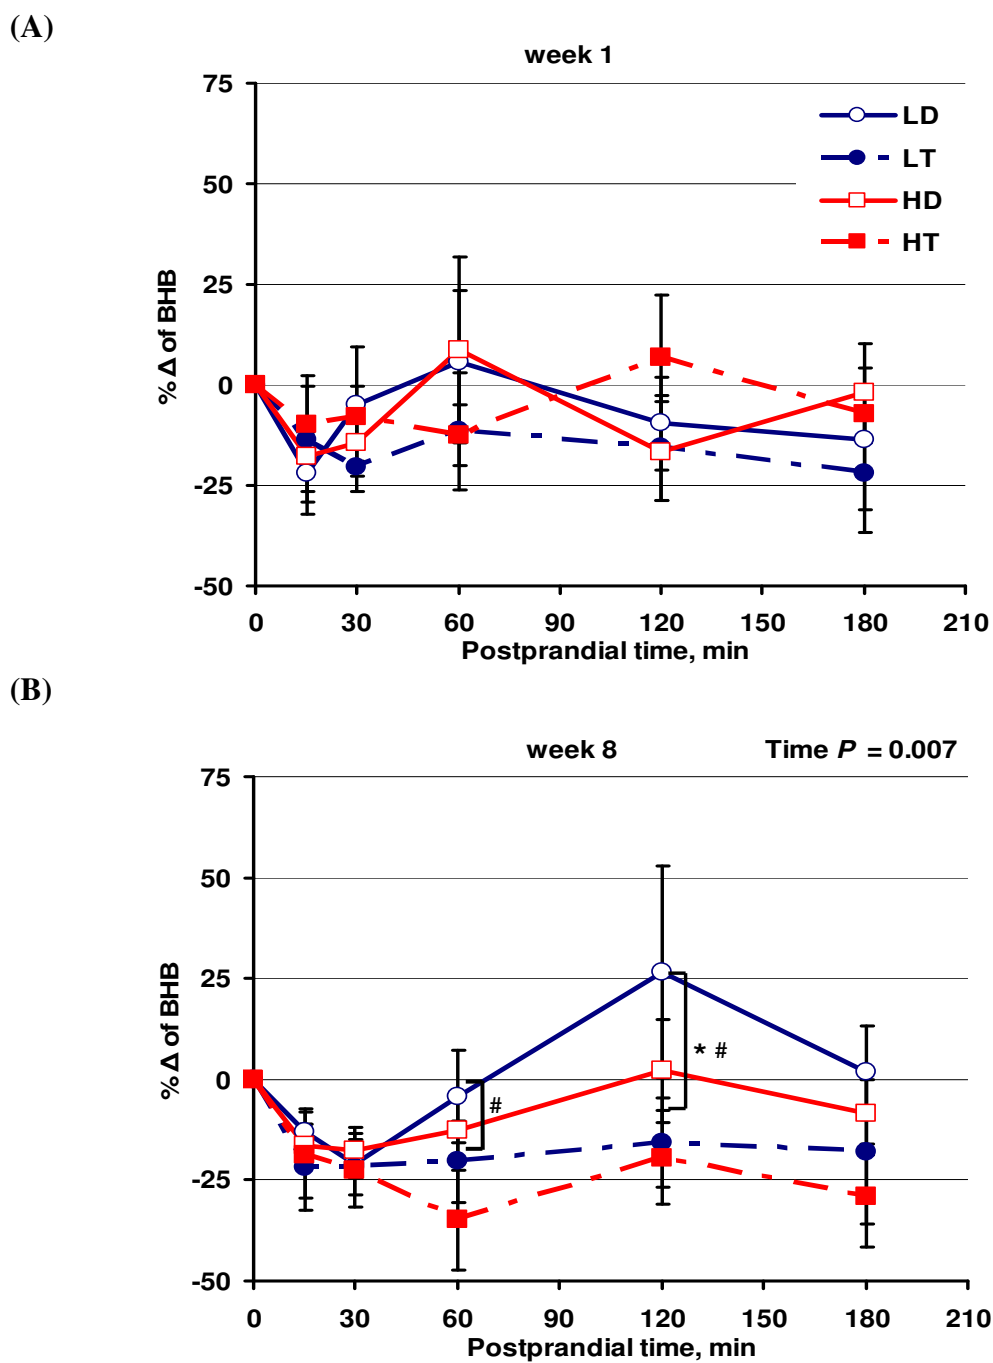 (A)
week 1
75
50
25
0
-25
-50
% Δ of BHB
LD
LT
HD
HT
0 30 60 90 120 150 180 210
Postprandial time, min
(B)
week 8 Time P = 0.007
75
50
25
0
-25
-50
% Δ of BHB
#
* #
0 30 60 90 120 150 180 210
Postprandial time, min